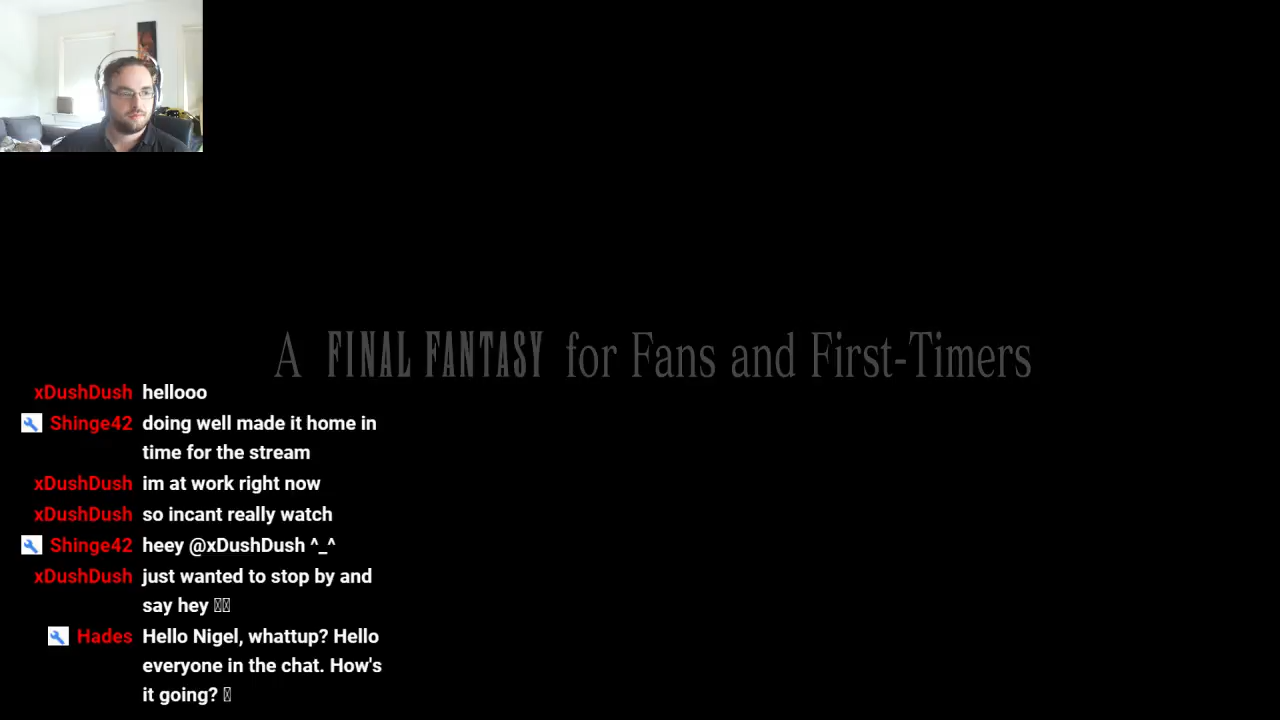 A FINAL FANTASY for Fans and First-Timers
xDushDush hellooo
Shinge42 doing well made it home in
time for the stream
xDushDush im at work right now
xDushDush so incant really watch
Shinge42 heey @xDushDush ^_^
xDushDush just wanted to stop by and
say hey
Hades Hello Nigel, whattup? Hello
everyone in the chat. How's
it going?